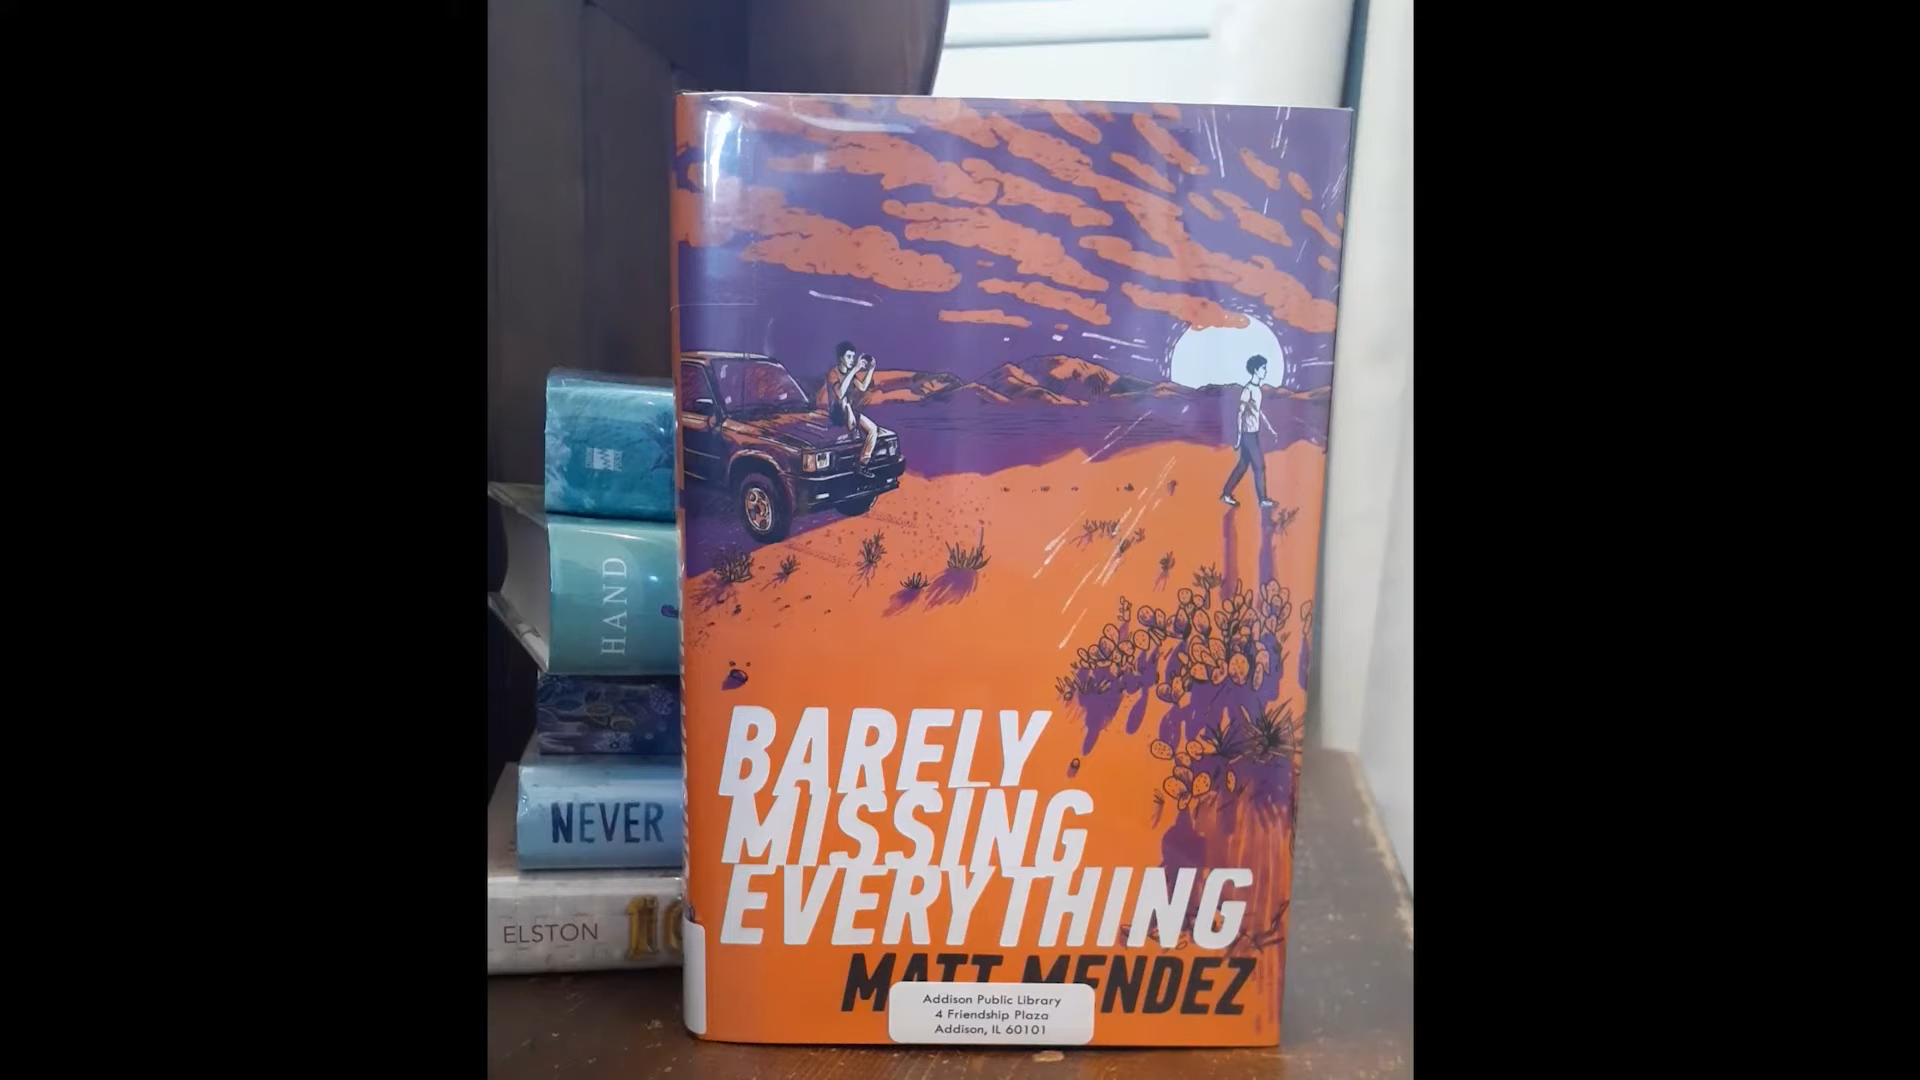 HAND
NEVER
ELSTON
BARELY
MISSING
EVERYTHING
MATT MENDEZ
Addison Public Library
4 Friendship Plaza
Addison, IL 60101